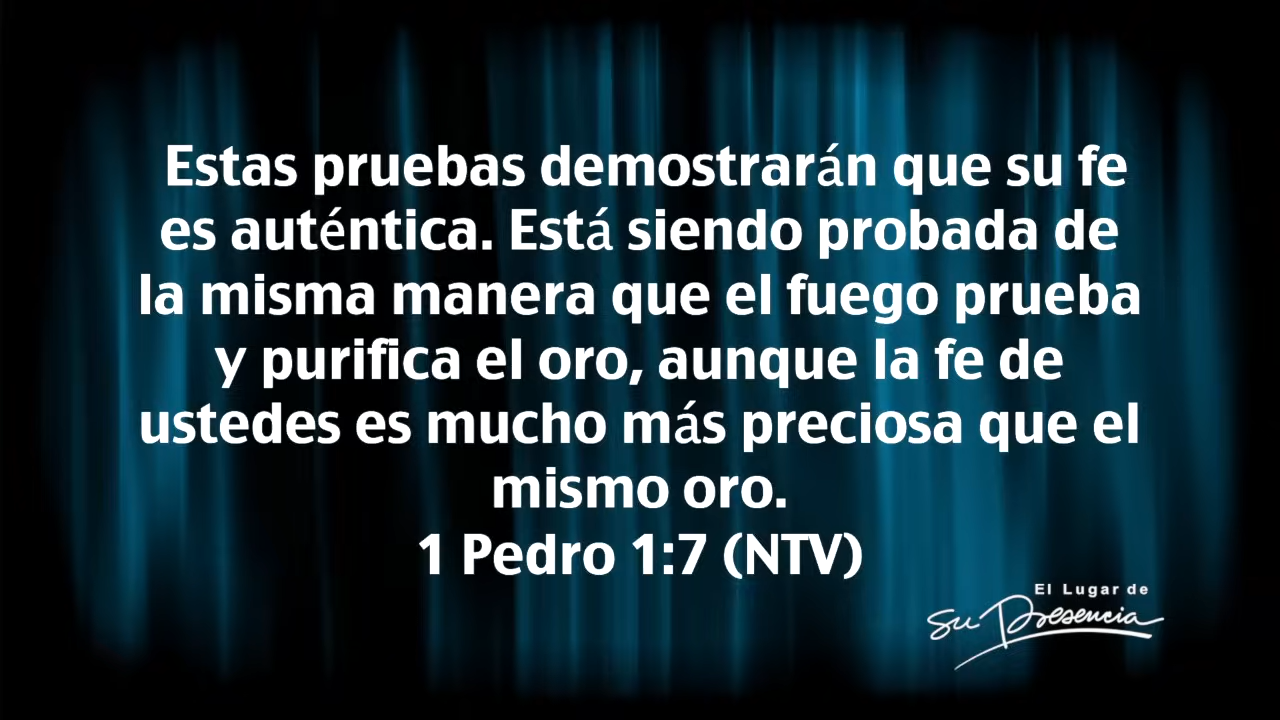 Estas pruebas demostrarán que su fe
es auténtica. Está siendo probada de
la misma manera que el fuego prueba
y purifica el oro, aunque la fe de
ustedes es mucho más preciosa que el
mismo oro.
1 Pedro 1:7 (NTV)
El Lugar de
Su Presencia